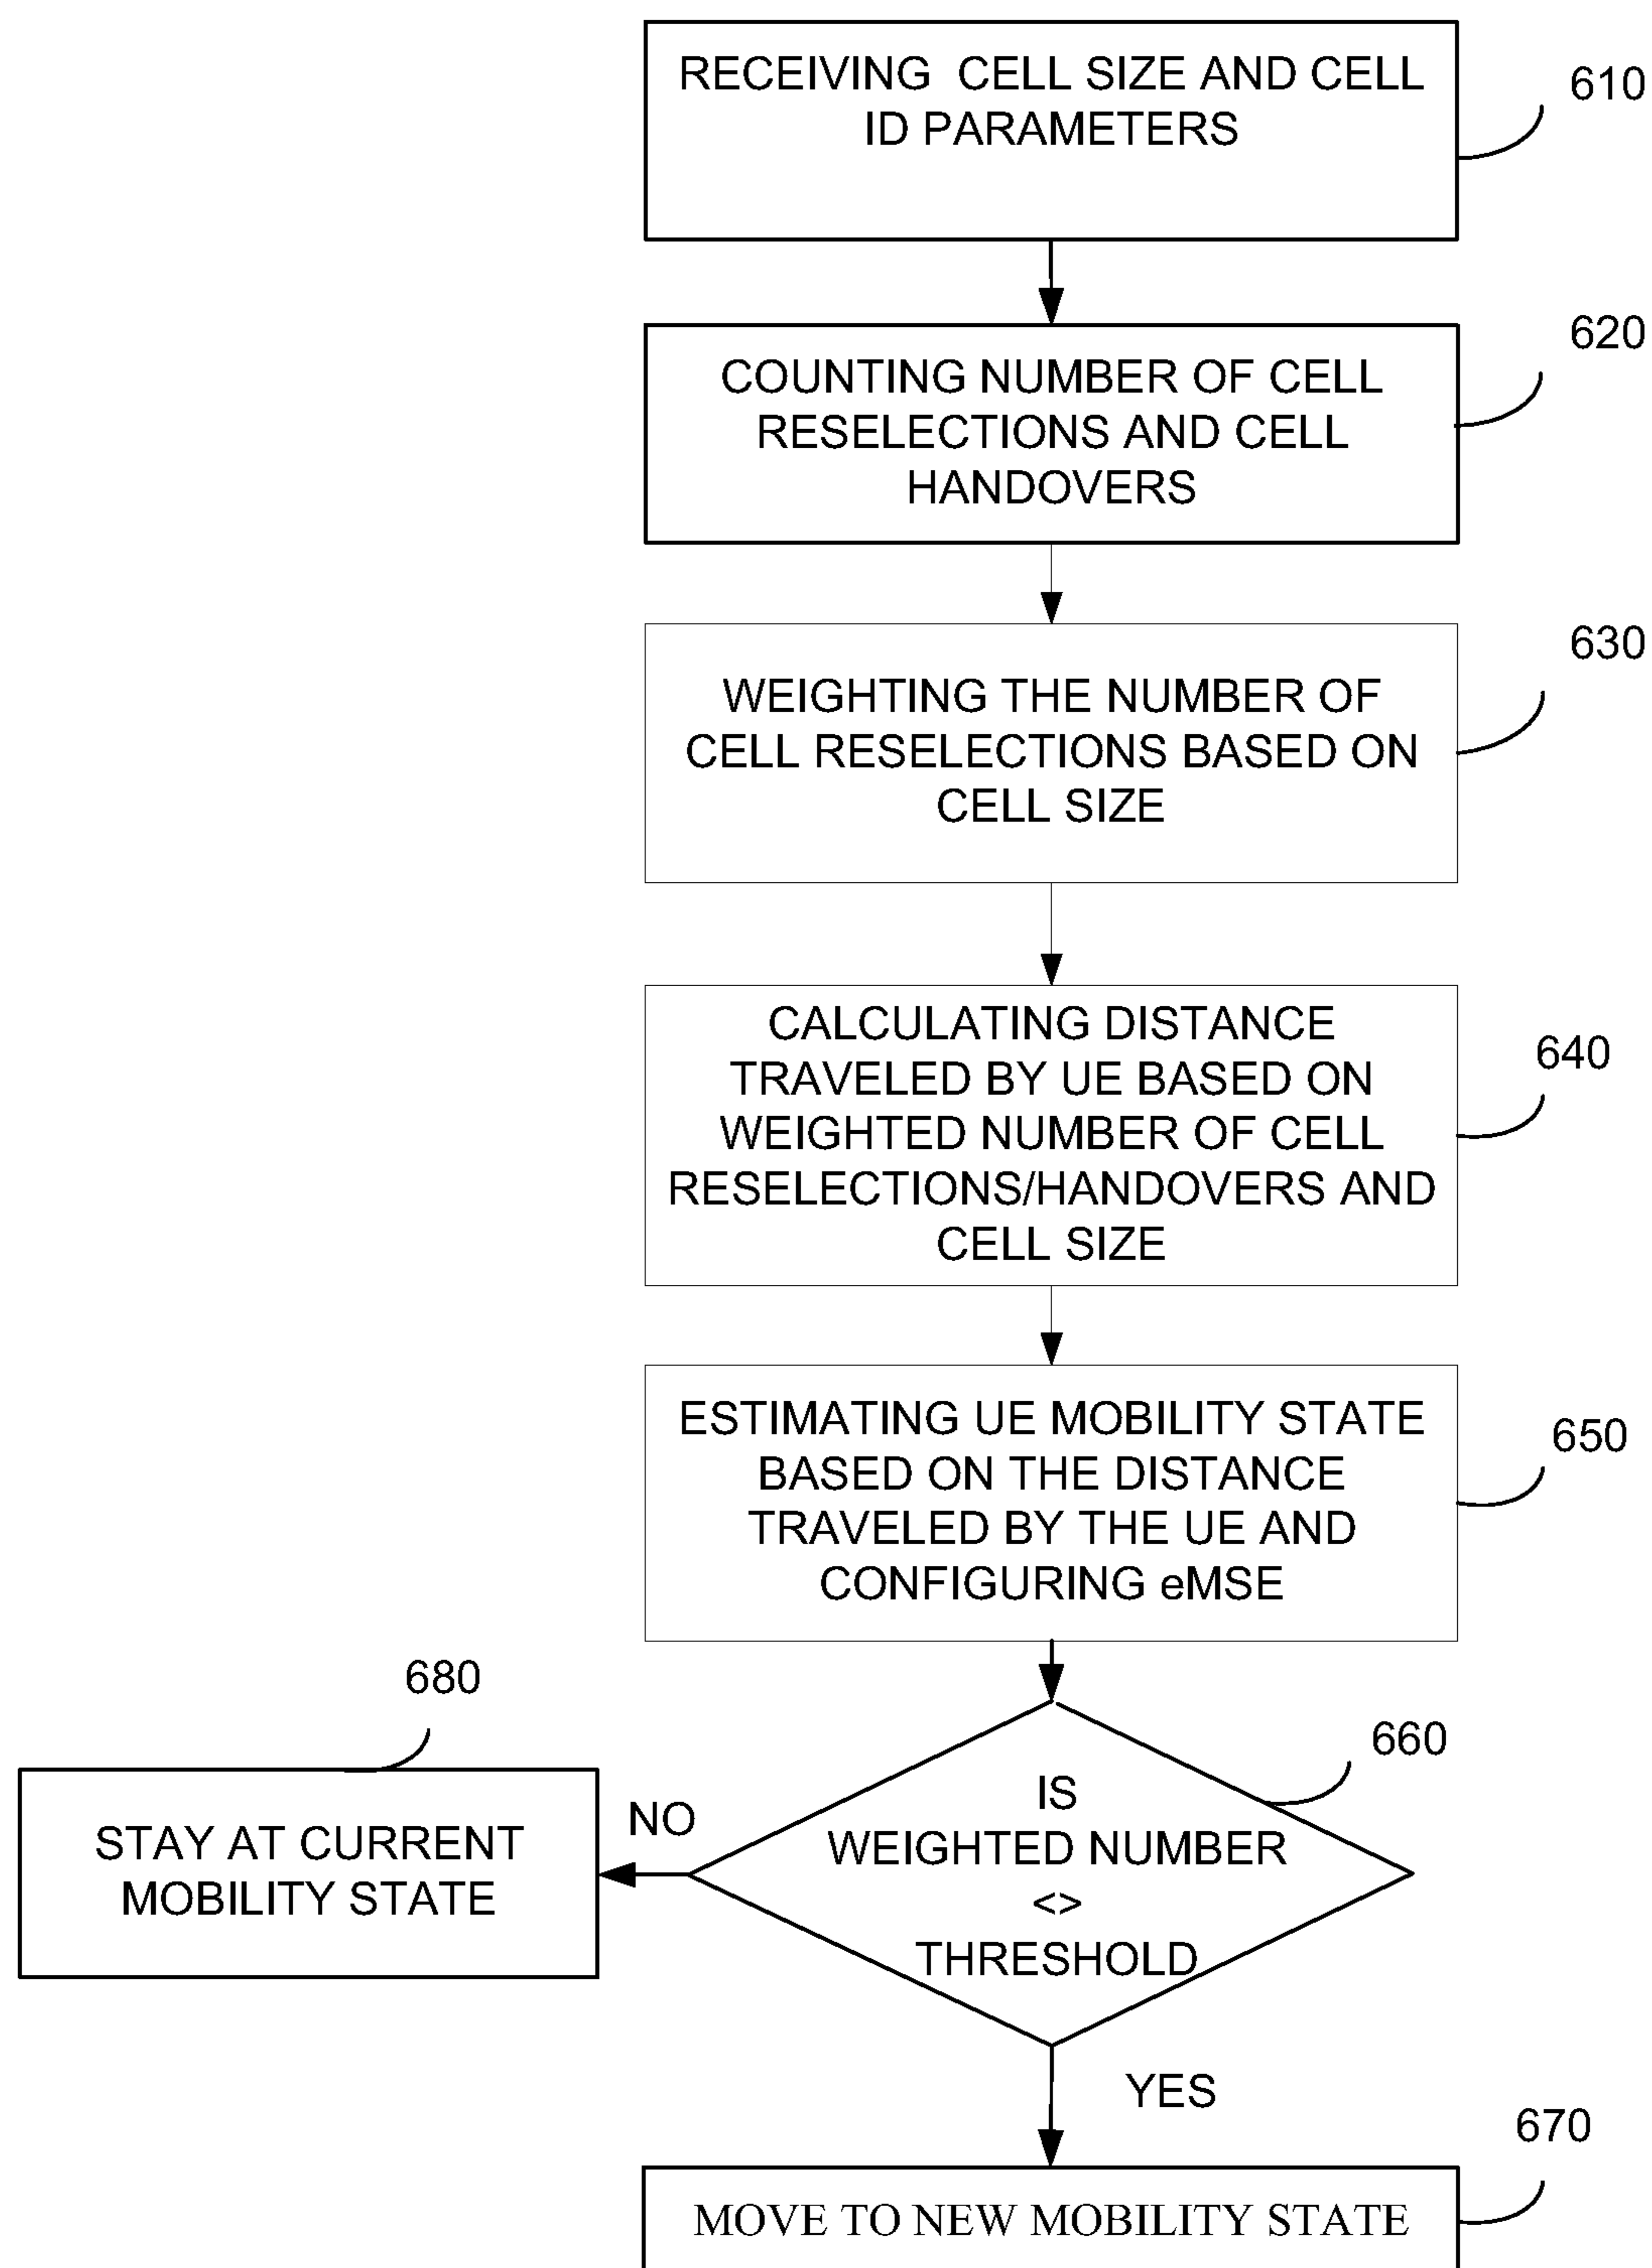 RECEIVING CELL SIZE AND CELL
ID PARAMETERS
610
COUNTING NUMBER OF CELL
RESELECTIONS AND CELL
HANDOVERS
620
WEIGHTING THE NUMBER OF
CELL RESELECTIONS BASED ON
CELL SIZE
630
CALCULATING DISTANCE
TRAVELED BY UE BASED ON
WEIGHTED NUMBER OF CELL
RESELECTIONS/HANDOVERS AND
CELL SIZE
640
ESTIMATING UE MOBILITY STATE
BASED ON THE DISTANCE
TRAVELED BY THE UE AND
CONFIGURING eMSE
650
680
STAY AT CURRENT
MOBILITY STATE
NO
660
IS
WEIGHTED NUMBER
<>
THRESHOLD
YES
670
MOVE TO NEW MOBILITY STATE